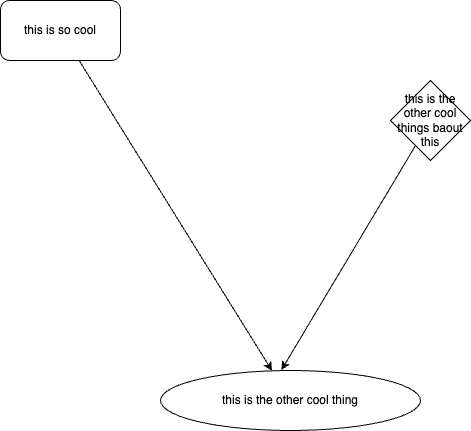 this is so cool
this is the
other cool
things baout
this
this is the other cool thing